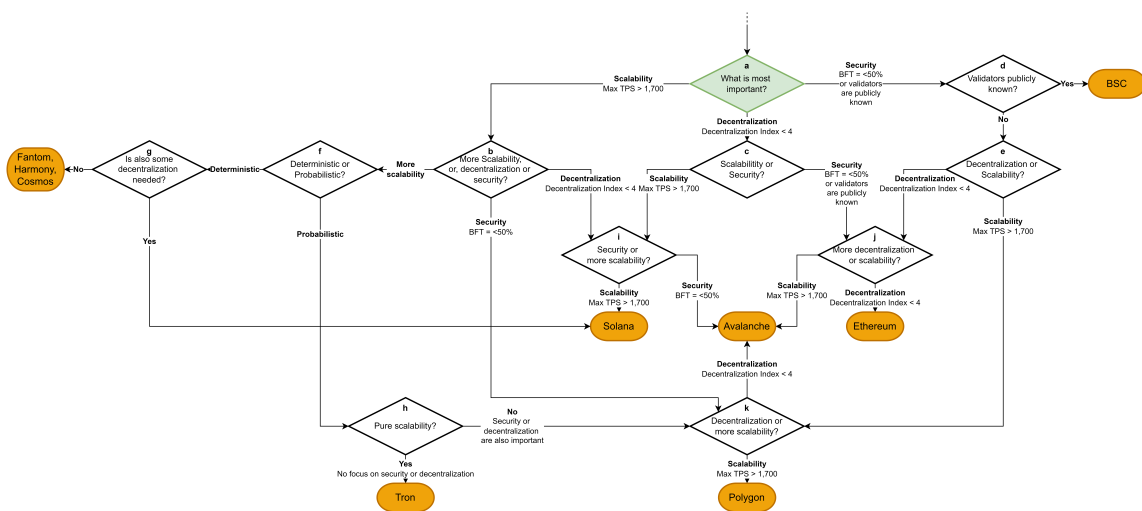 a
What is most
important?
Scalability
Max TPS > 1,700
Security
BFT = <50%
or validators
are publicly
known
d
Validators publicly
known?
Yes
BSC
No
Decentralization
Decentralization Index < 4
g
Is also some
decentralization
needed?
No
Fantom,
Harmony,
Cosmos
Deterministic
f
Deterministic or
Probabilistic?
More
scalability
b
More Scalability,
or, decentralization or
security?
Decentralization
Decentralization Index < 4
c
Scalability or
Security?
Scalability
Max TPS > 1,700
Security
BFT = <50%
or validators
are publicly
known
e
Decentralization or
Scalability?
Decentralization
Decentralization Index < 4
Scalability
Max TPS > 1,700
Yes
Probabilistic
Security
BFT = <50%
i
Security or
more scalability?
j
More decentralization
or scalability?
Scalability
Max TPS > 1,700
Security
BFT = <50%
Scalability
Max TPS > 1,700
Decentralization
Decentralization Index < 4
Solana
Avalanche
Ethereum
Decentralization
Decentralization Index < 4
h
Pure scalability?
No
Security or
decentralization
are also important
k
Decentralization or
more scalability?
Yes
No focus on security or decentralization
Scalability
Max TPS > 1,700
Tron
Polygon